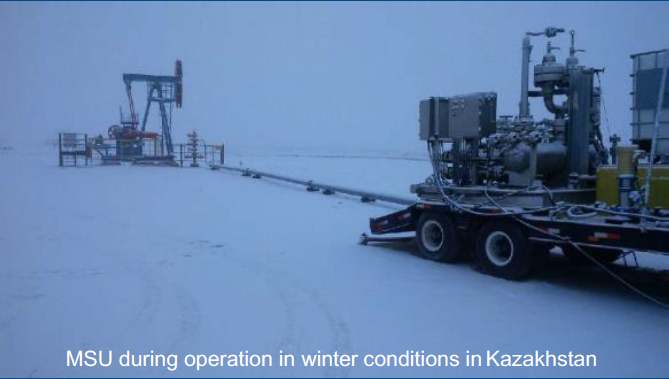 MSU during operation in winter conditions in Kazakhstan